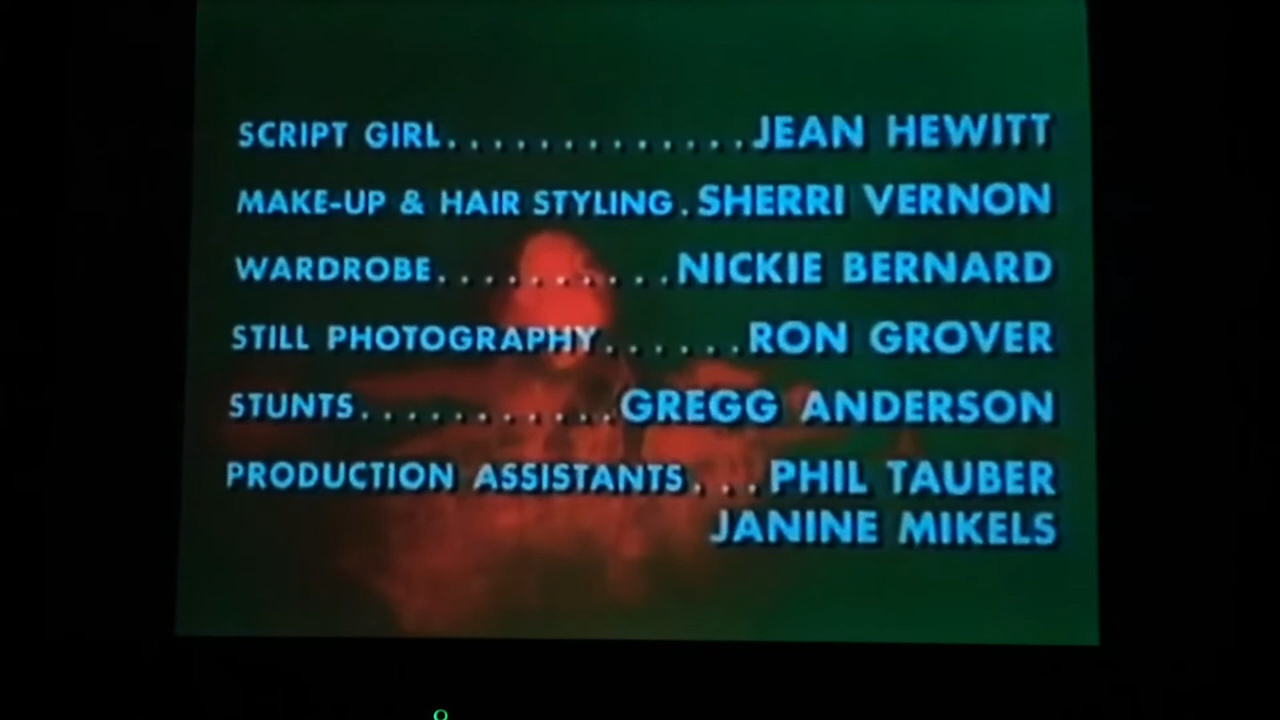 SCRIPT GIRL.............JEAN HEWITT
MAKE-UP & HAIR STYLING.SHERRI VERNON
WARDROBE..........NICKIE BERNARD
STILL PHOTOGRAPHY......RON GROVER
STUNTS...........GREGG ANDERSON
PRODUCTION ASSISTANTS...PHIL TAUBER
JANINE MIKELS